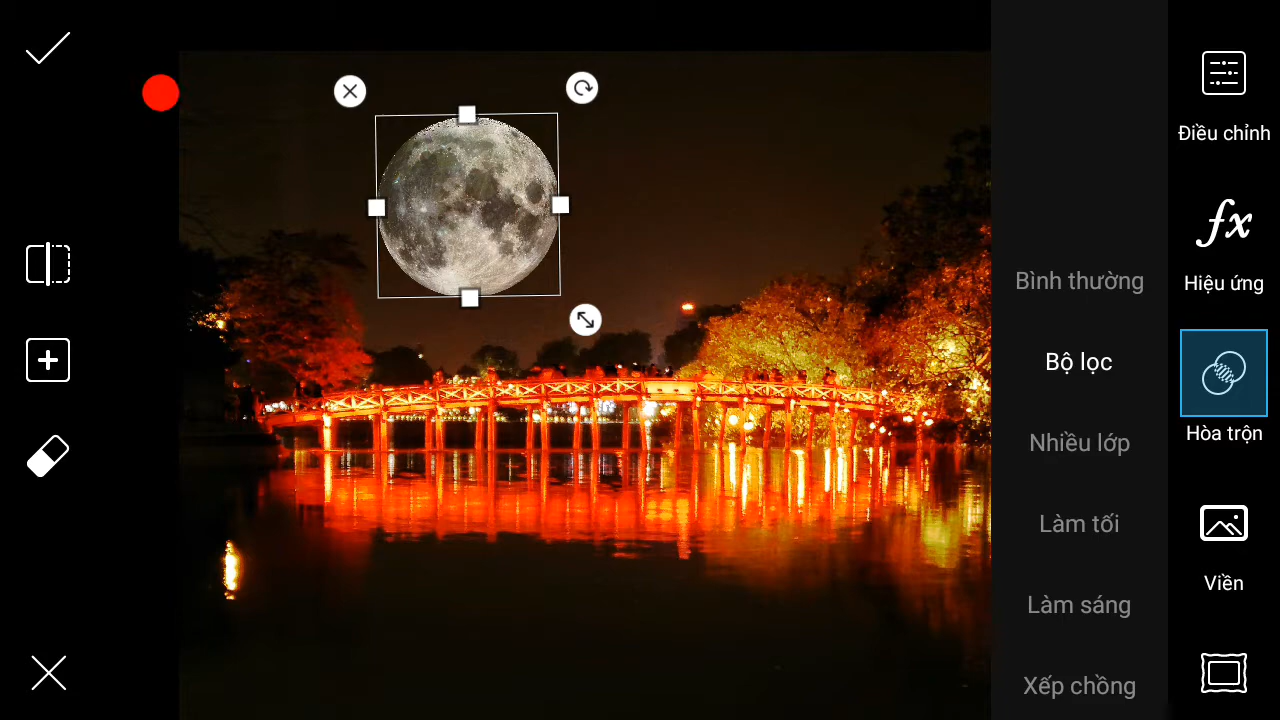 Bình thường
Bộ lọc
Nhiều lớp
Làm tối
Làm sáng
Xếp chồng
Điều chỉnh
fx
Hiệu ứng
Hòa trộn
Viền